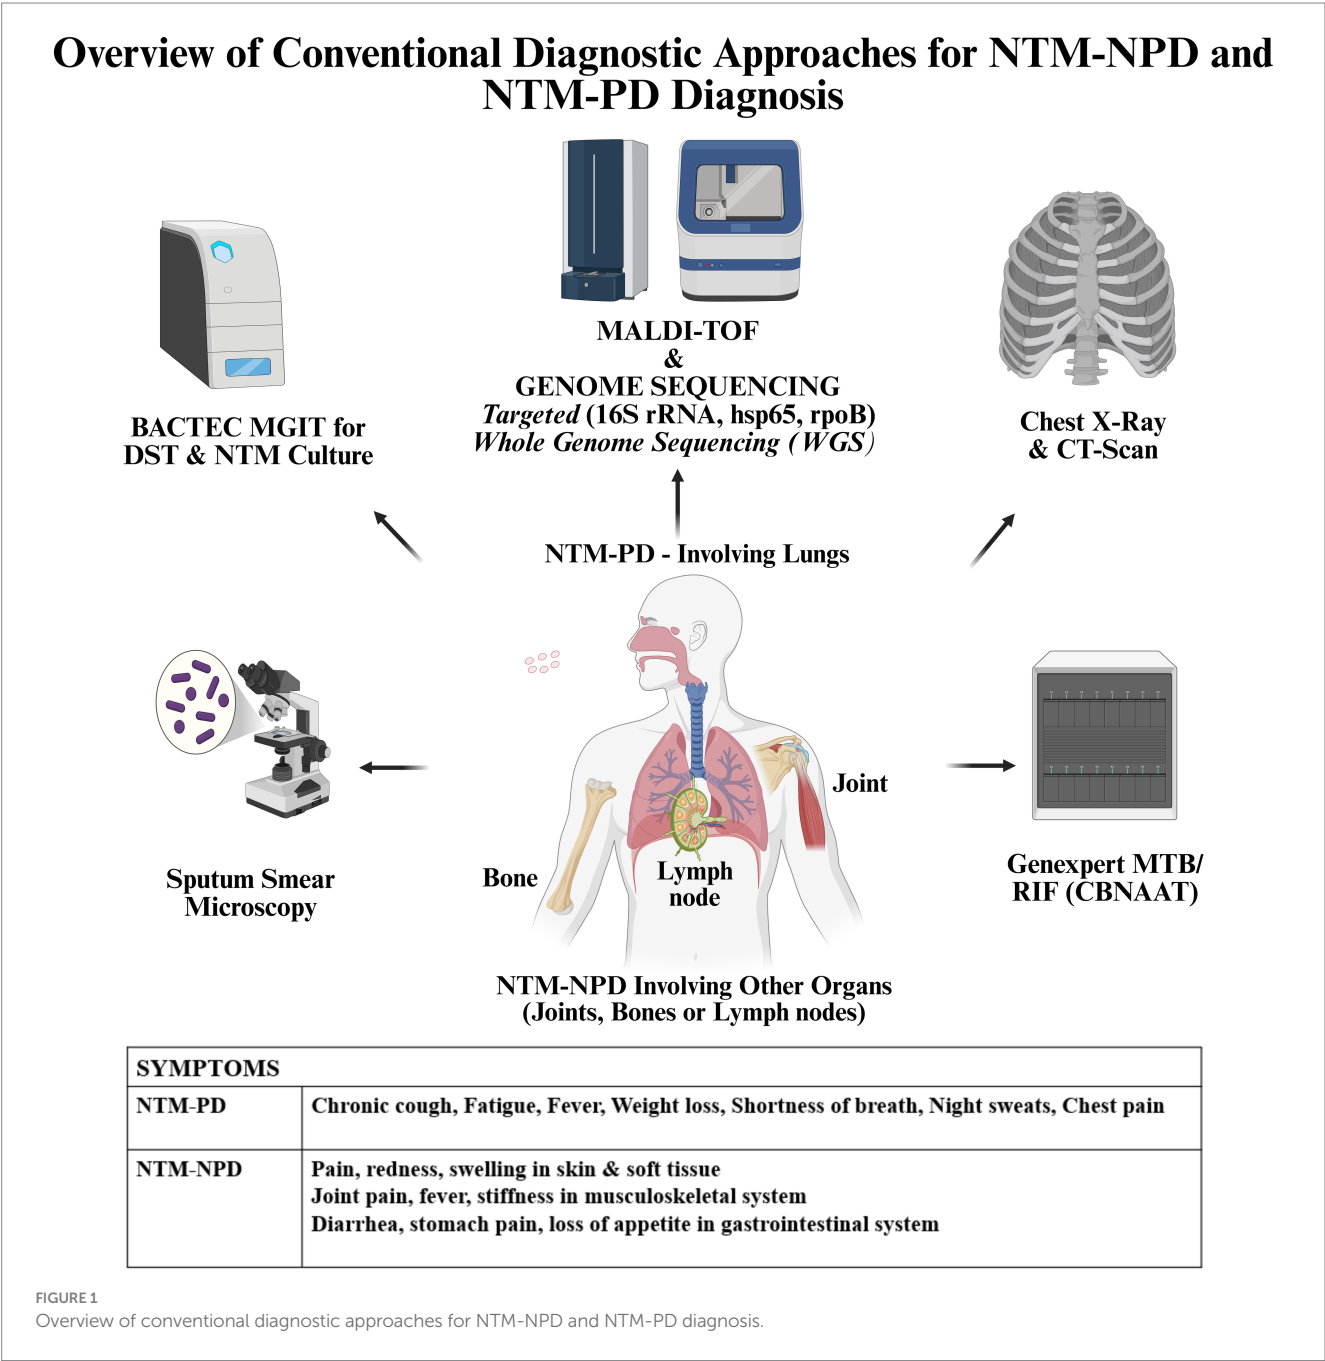 Overview of Conventional Diagnostic Approaches for NTM-NPD and
NTM-PD Diagnosis
MALDI-TOF
&
GENOME SEQUENCING
Targeted (16S rRNA, hsp65, rpoB)
Whole Genome Sequencing (WGS)
BACTEC MGIT for
DST & NTM Culture
Chest X-Ray
& CT-Scan
NTM-PD - Involving Lungs
Joint
Bone
Lymph
node
Sputum Smear
Microscopy
Genexpert MTB/
RIF (CBNAAT)
NTM-NPD Involving Other Organs
(Joints, Bones or Lymph nodes)
SYMPTOMS
NTM-PD
Chronic cough, Fatigue, Fever, Weight loss, Shortness of breath, Night sweats, Chest pain
NTM-NPD
Pain, redness, swelling in skin & soft tissue
Joint pain, fever, stiffness in musculoskeletal system
Diarrhea, stomach pain, loss of appetite in gastrointestinal system
FIGURE 1
Overview of conventional diagnostic approaches for NTM-NPD and NTM-PD diagnosis.